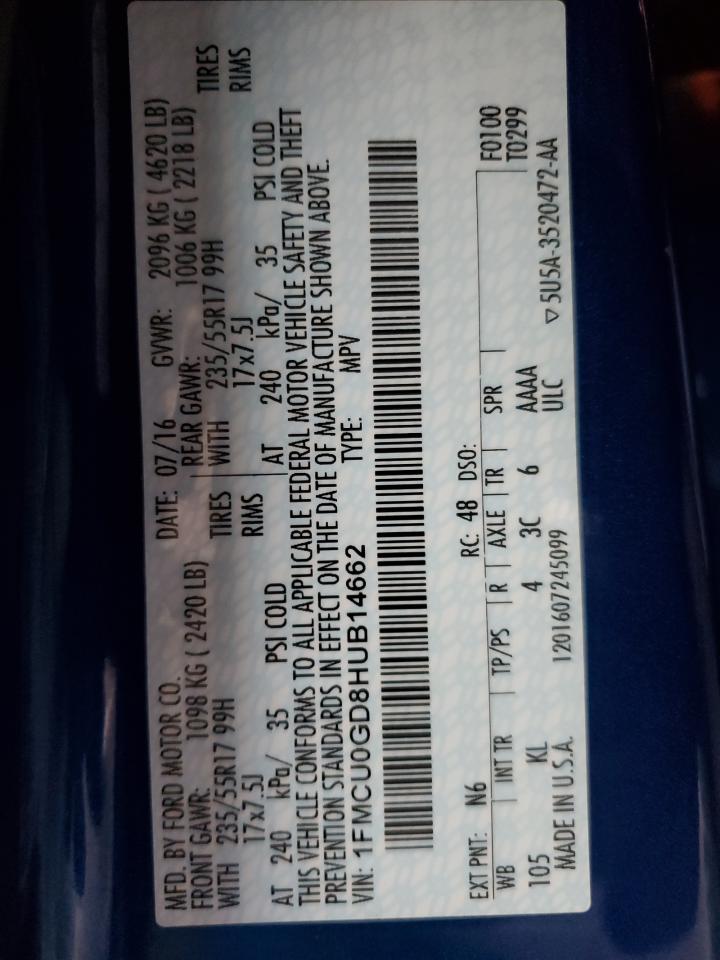 MFD. BY FORD MOTOR CO. DATE: 07/16 GVWR: 2096 KG ( 4620 LB)
FRONT GAWR: 1098 KG ( 2420 LB) REAR GAWR: 1006 KG ( 2218 LB)
WITH 235/55R17 99H TIRES WITH 235/55R17 99H TIRES
17x7.5J RIMS 17x7.5J RIMS
AT 240 kPa/ 35 PSI COLD AT 240 kPa/ 35 PSI COLD
THIS VEHICLE CONFORMS TO ALL APPLICABLE FEDERAL MOTOR VEHICLE SAFETY AND THEFT
PREVENTION STANDARDS IN EFFECT ON THE DATE OF MANUFACTURE SHOWN ABOVE.
VIN: 1FMCU0GD8HUB14662 TYPE: MPV
EXT PNT: N6 RC: 48 DSO: F0100
WB INT TR TP/PS R AXLE TR SPR T0299
105 KL 4 3C 6 AAAA
MADE IN U.S.A. 1201607245099 ULC ▽5U5A-3520472-AA